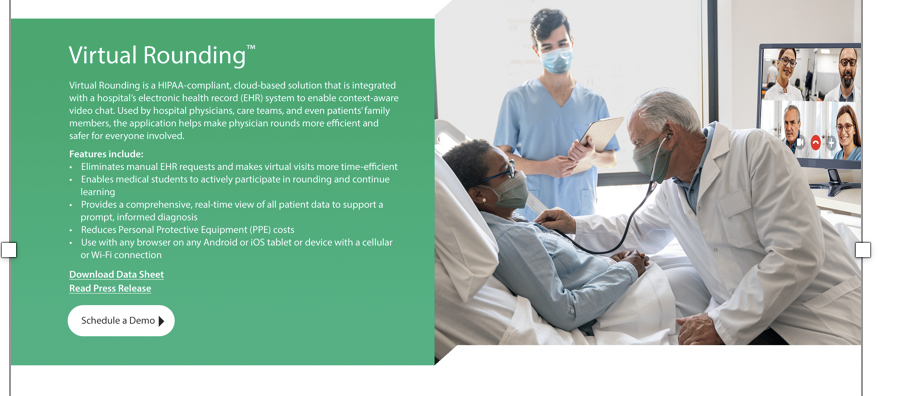 Virtual Rounding™
Virtual Rounding is a HIPAA-compliant, cloud-based solution that is integrated
with a hospital's electronic health record (EHR) system to enable context-aware
video chat. Used by hospital physicians, care teams, and even patients' family
members, the application helps make physician rounds more efficient and
safer for everyone involved.
Features include:
• Eliminates manual EHR requests and makes virtual visits more time-efficient
• Enables medical students to actively participate in rounding and continue
learning
• Provides a comprehensive, real-time view of all patient data to support a
prompt, informed diagnosis
• Reduces Personal Protective Equipment (PPE) costs
• Use with any browser on any Android or iOS tablet or device with a cellular
or Wi-Fi connection
Download Data Sheet
Read Press Release
Schedule a Demo